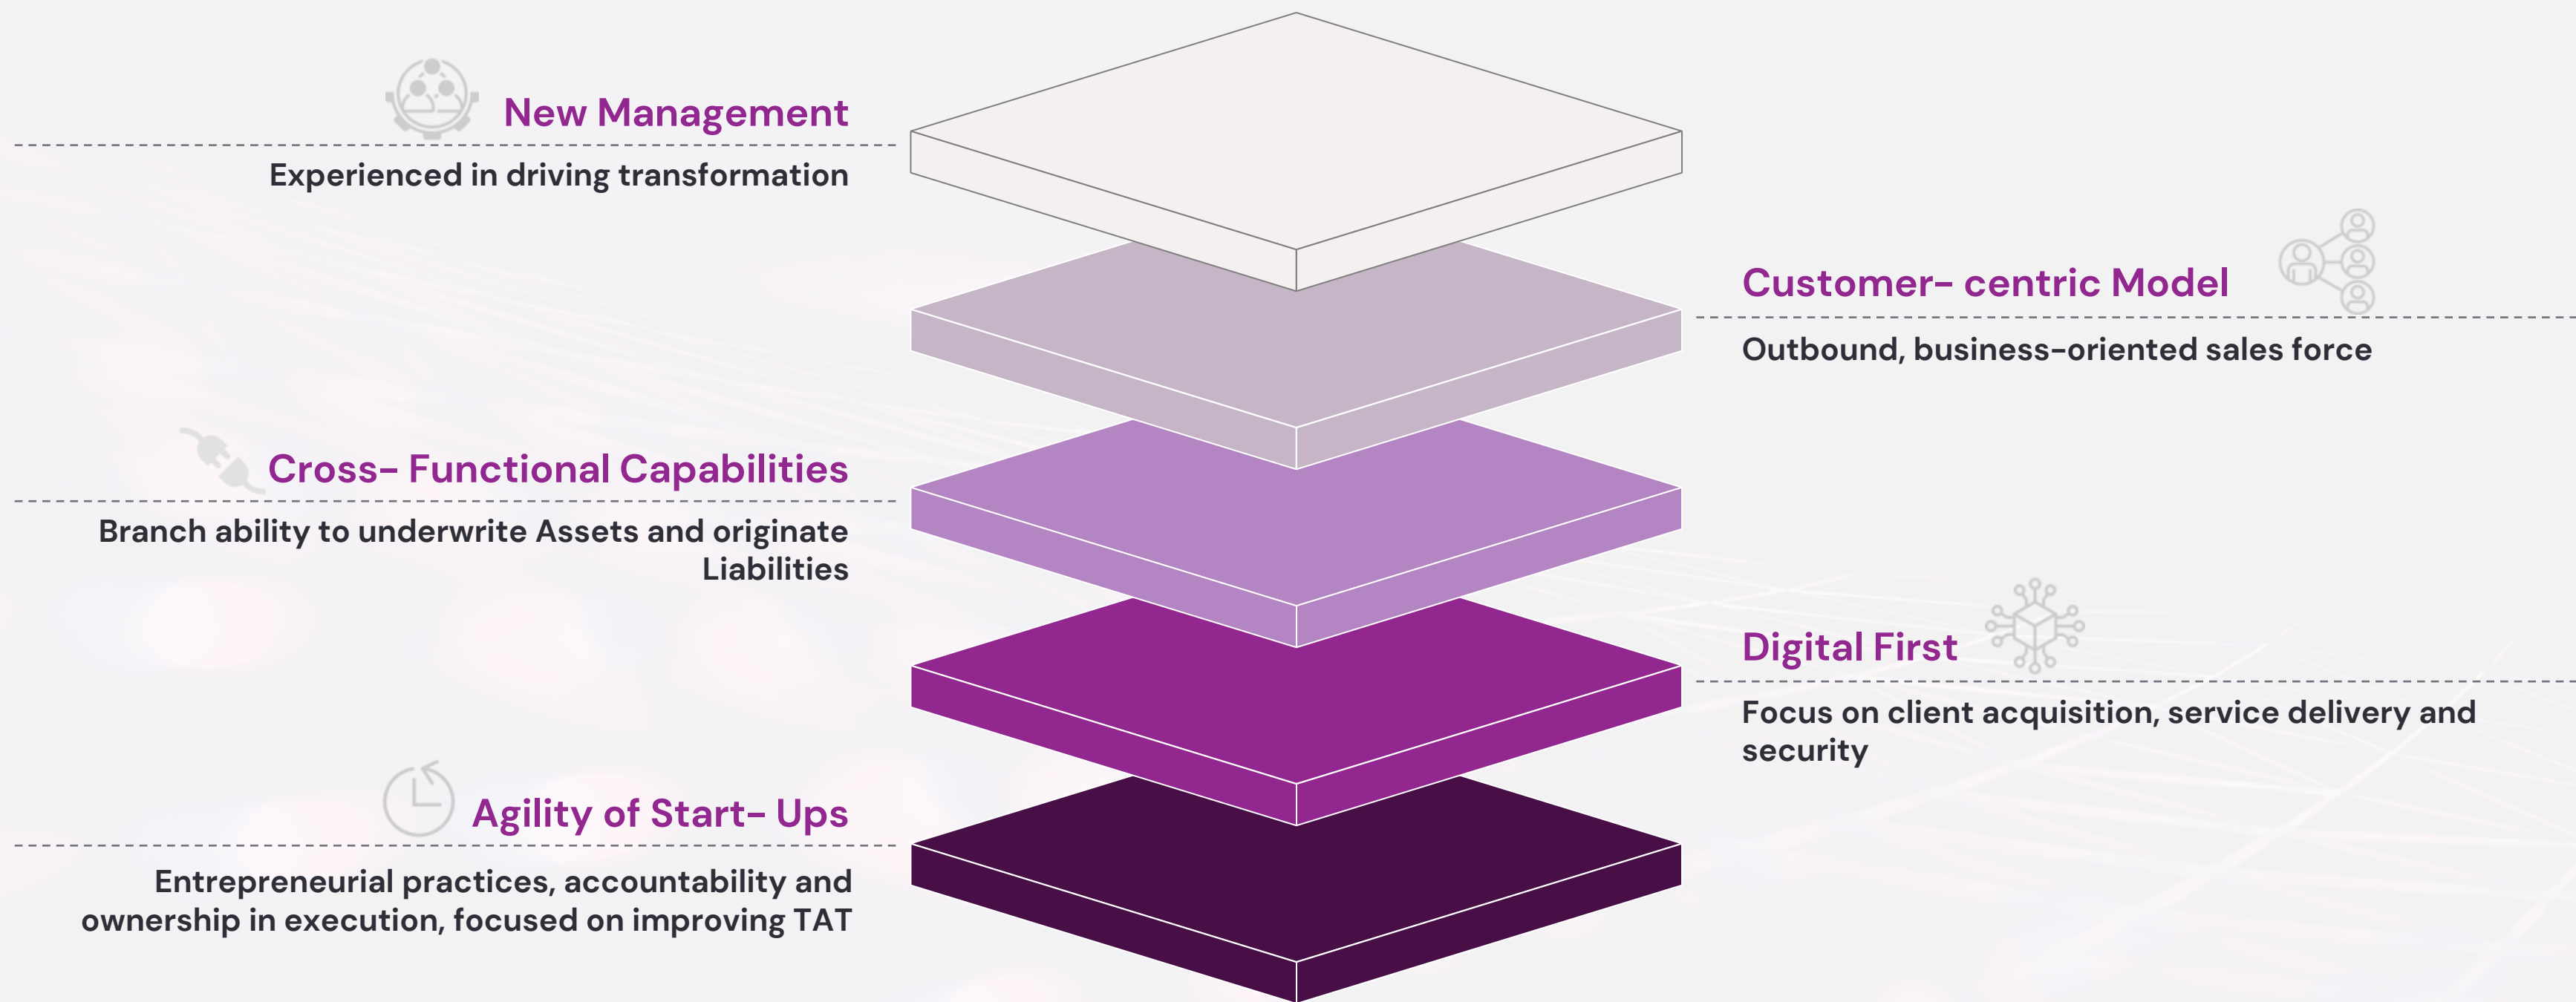 New Management
Experienced in driving transformation
Customer- centric Model
Outbound, business-oriented sales force
Cross- Functional Capabilities
Branch ability to underwrite Assets and originate
Liabilities
Digital First
Focus on client acquisition, service delivery and
security
Agility of Start- Ups
Entrepreneurial practices, accountability and
ownership in execution, focused on improving TAT